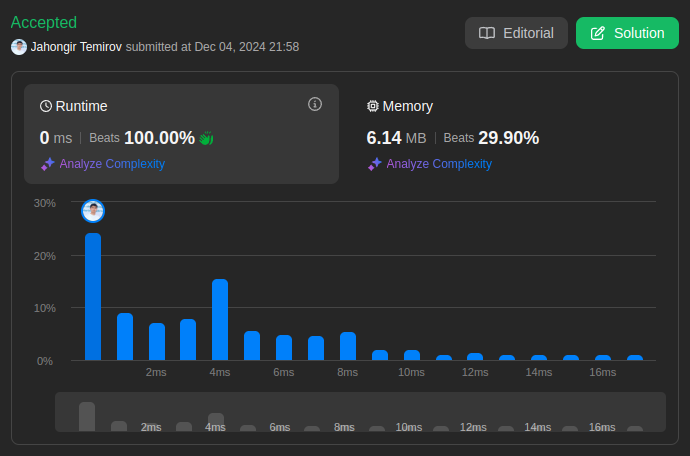 Accepted
Editorial
Solution
Jahongir Temirov submitted at Dec 04, 2024 21:58
Runtime
0 ms | Beats 100.00%
Analyze Complexity
Memory
6.14 MB | Beats 29.90%
Analyze Complexity
30%
20%
10%
0%
2ms 4ms 6ms 8ms 10ms 12ms 14ms 16ms
2ms 4ms 6ms 8ms 10ms 12ms 14ms 16ms